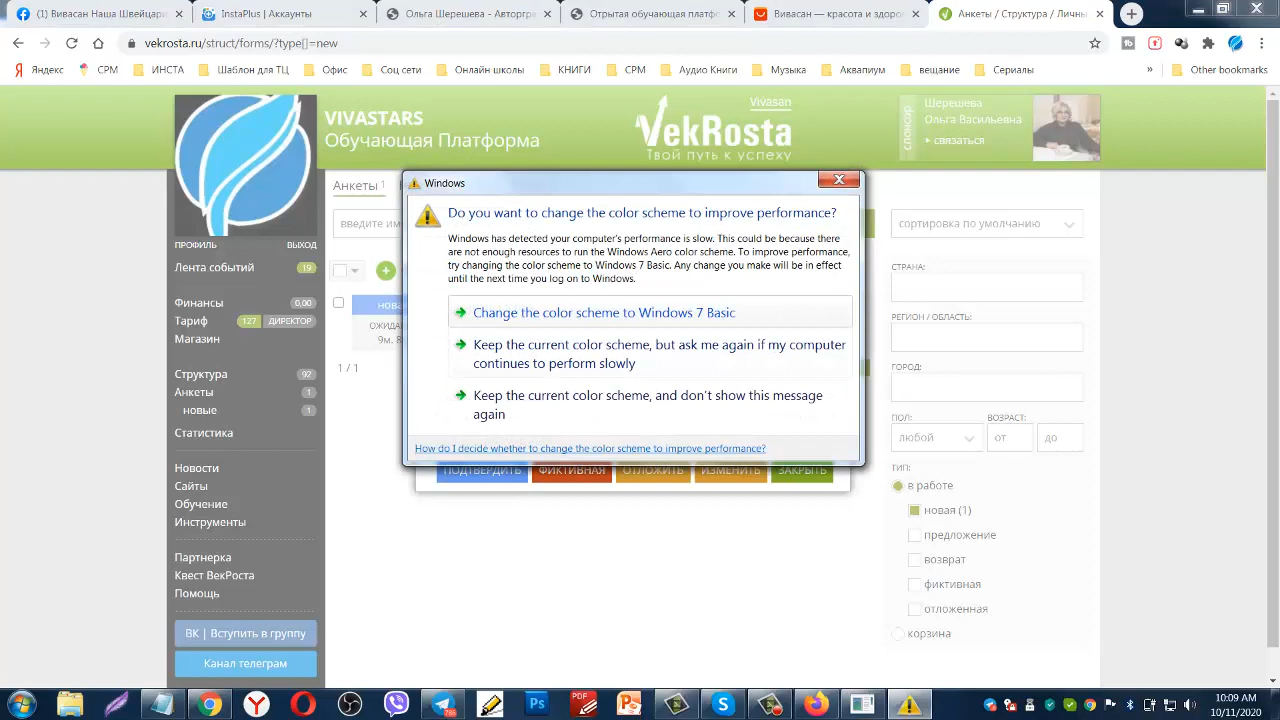 Вивасан Наша Швейцари
Instaplus | Аккаунты
Ольга Шерешева - Авторгре
Отрытая обучающая
Вивасан — красота и здоро
Анкеты / Структура / Личны
vekrosta.ru/struct/forms/?type[]=new
Яндекс
СРМ
ИНСТА
Шаблон для ТЦ
Офис
Соц сети
Онлайн школы
КНИГИ
СРМ
Аудио Книги
Музыка
Аквапиум
вещание
Сериалы
»
Other bookmarks
VIVASTARS
Обучающая Платформа
VekRosta
Твой путь к успеху
Vivasan
спонсор
Шерешева
Ольга Васильевна
связаться
ПРОФИЛЬ
ВЫХОД
Лента событий 19
Финансы 0,00
Тариф 127 ДИРЕКТОР
Магазин
Структура 92
Анкеты 1
новые 1
Статистика
Новости
Сайты
Обучение
Инструменты
Партнерка
Квест ВекРоста
Помощь
ВК | Вступить в группу
Канал телеграм
Анкеты 1
введите им
нова
ОЖИДА
9м. 8
1 / 1
Windows
Do you want to change the color scheme to improve performance?
Windows has detected your computer's performance is slow. This could be because there
are not enough resources to run the Windows Aero color scheme. To improve performance,
try changing the color scheme to Windows 7 Basic. Any change you make will be in effect
until the next time you log on to Windows.
Change the color scheme to Windows 7 Basic
Keep the current color scheme, but ask me again if my computer
continues to perform slowly
Keep the current color scheme, and don't show this message
again
How do I decide whether to change the color scheme to improve performance?
ПОДТВЕРДИТЬ
ФИКТИВНАЯ
ОТЛОЖИТЬ
ИЗМЕНИТЬ
ЗАКРЫТЬ
сортировка по умолчанию
СТРАНА:
РЕГИОН / ОБЛАСТЬ:
ГОРОД:
ПОЛ:
ВОЗРАСТ:
любой
от
до
ТИП:
в работе
новая (1)
предложение
возврат
фиктивная
отложенная
корзина
786
10:09 AM
10/11/2020